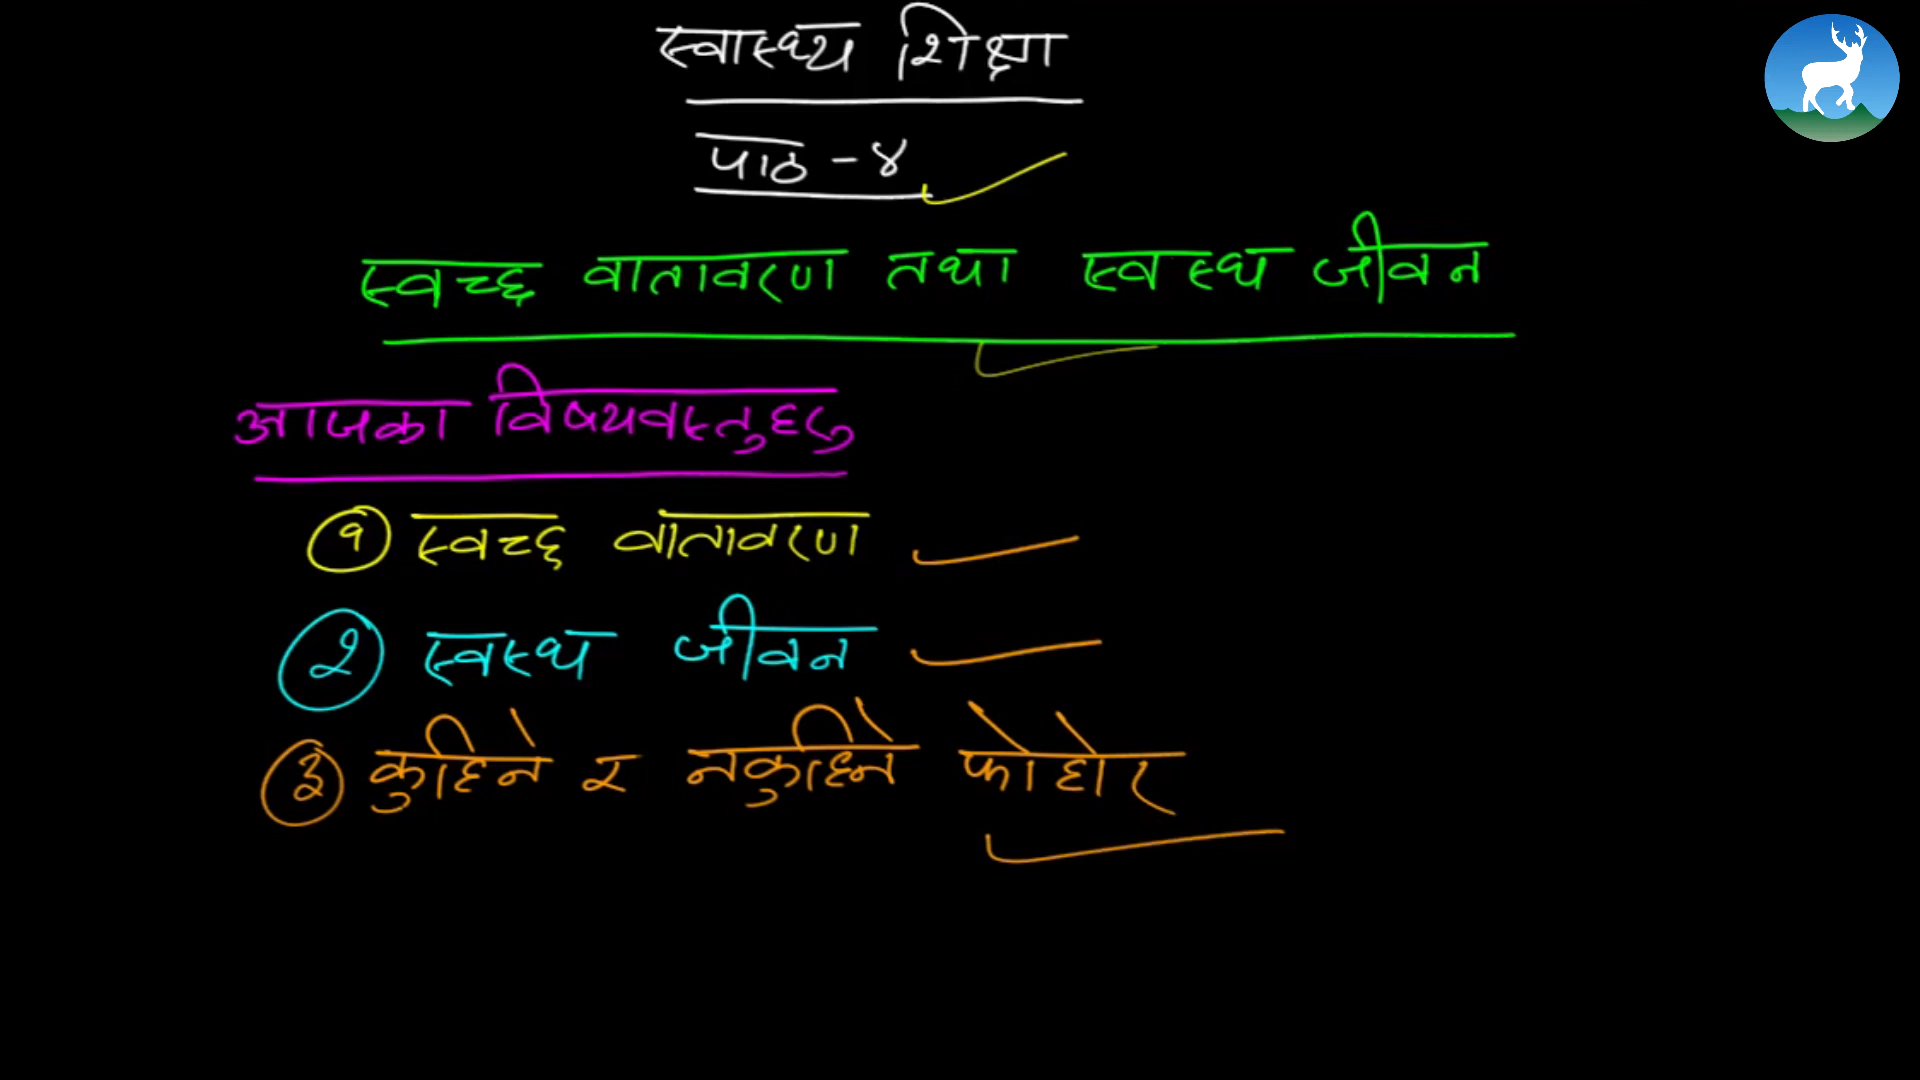 स्वास्थ्य शिक्षा
पाठ - ४
स्वच्छ वातावरण तथा स्वस्थ जीवन
आजका विषयवस्तुहरु
१ स्वच्छ वातावरण
२ स्वस्थ जीवन
३ कुहिने र नकुहिने फोहोर